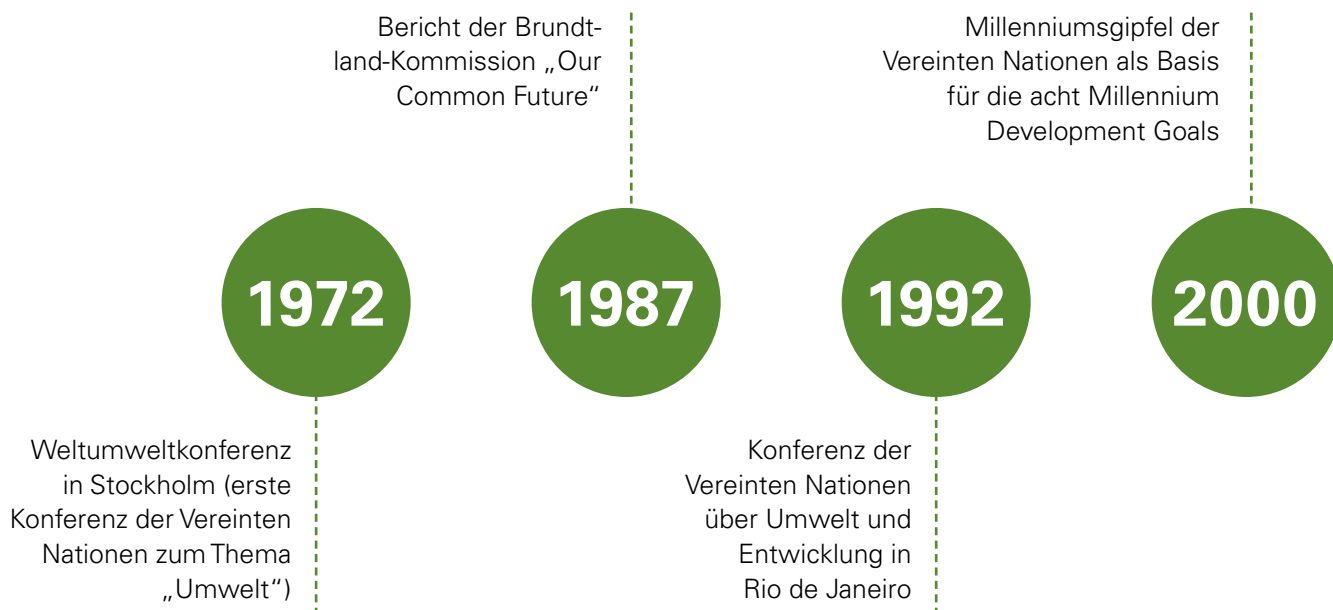 Bericht der Brundt-
land-Kommission „Our
Common Future“
Millenniumsgipfel der
Vereinten Nationen als Basis
für die acht Millennium
Development Goals
1972
1987
1992
2000
Weltumweltkonferenz
in Stockholm (erste
Konferenz der Vereinten
Nationen zum Thema
„Umwelt“)
Konferenz der
Vereinten Nationen
über Umwelt und
Entwicklung in
Rio de Janeiro